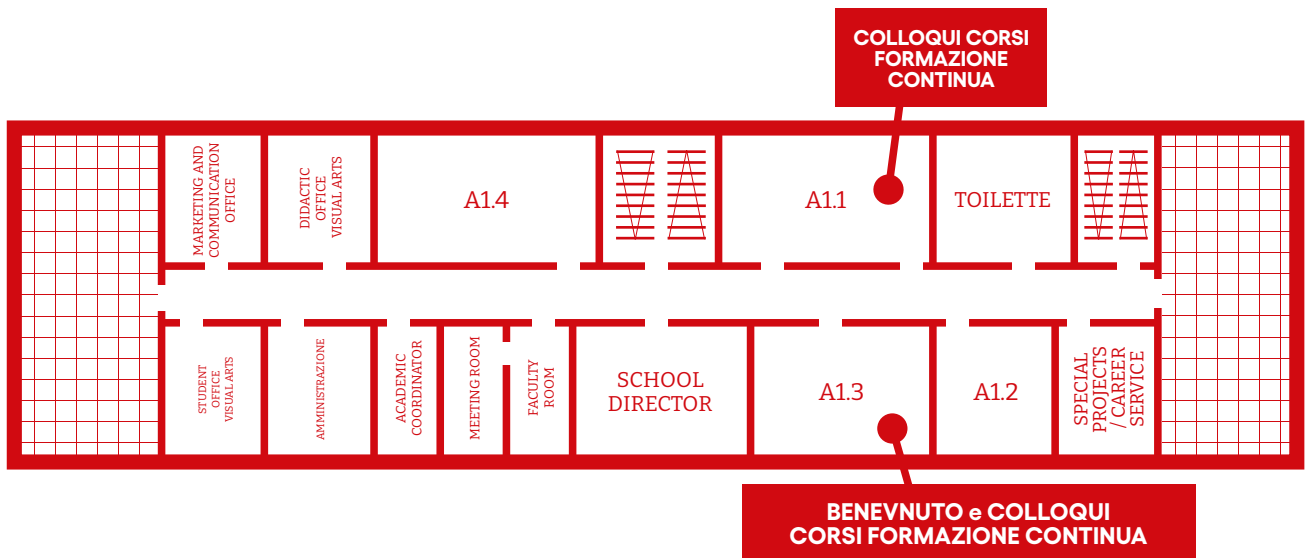 COLLOQUI CORSI
FORMAZIONE
CONTINUA
MARKETING AND
COMMUNICATION
OFFICE
DIDACTIC
OFFICE
VISUAL ARTS
A1.4
A1.1
TOILETTE
STUDENT
OFFICE
VISUAL ARTS
AMMINISTRAZIONE
ACADEMIC
COORDINATOR
MEETING ROOM
FACULTY
ROOM
SCHOOL
DIRECTOR
A1.3
A1.2
SPECIAL
PROJECTS
/ CAREER
SERVICE
BENEVNUTO e COLLOQUI
CORSI FORMAZIONE CONTINUA